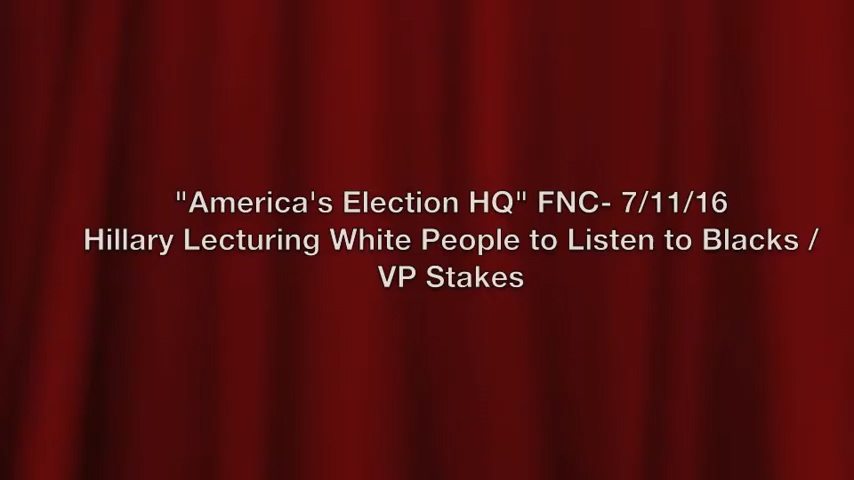 "America's Election HQ" FNC- 7/11/16
Hillary Lecturing White People to Listen to Blacks /
VP Stakes